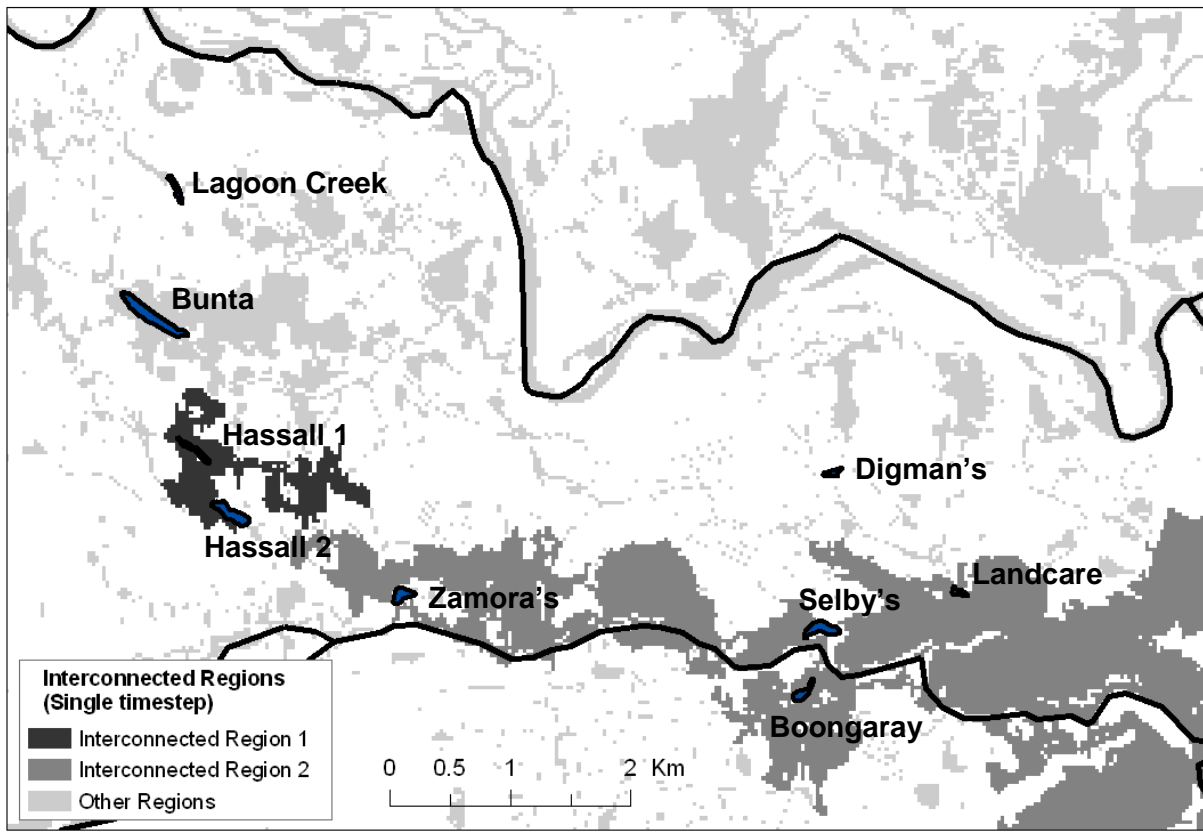 Lagoon Creek
Bunta
Hassall 1
Digman's
Hassall 2
Landcare
Zamora's
Selby's
Boongaray
Interconnected Regions
(Single timestep)
Interconnected Region 1
Interconnected Region 2
Other Regions
0 0.5 1 2 Km